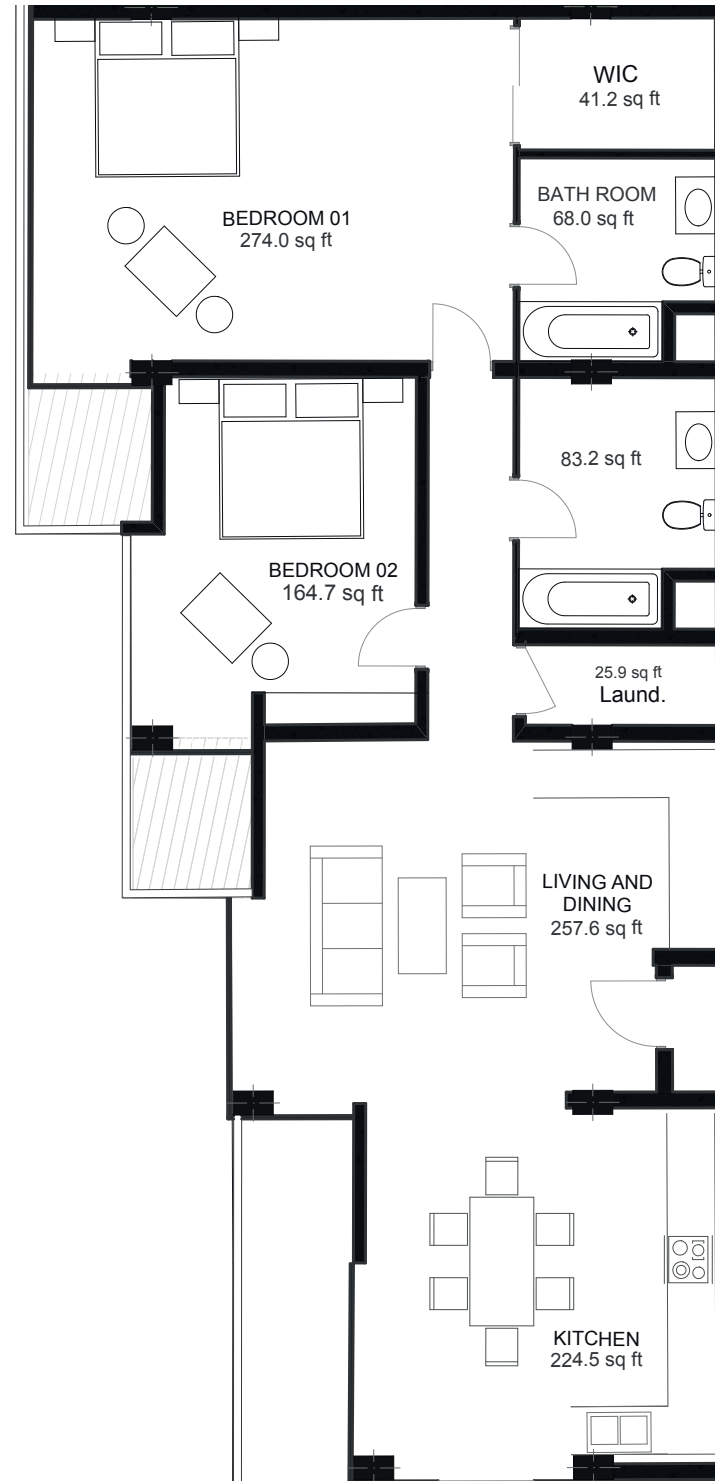 WIC
41.2 sq ft
BATH ROOM
68.0 sq ft
BEDROOM 01
274.0 sq ft
83.2 sq ft
BEDROOM 02
164.7 sq ft
25.9 sq ft
Laund.
LIVING AND
DINING
257.6 sq ft
KITCHEN
224.5 sq ft